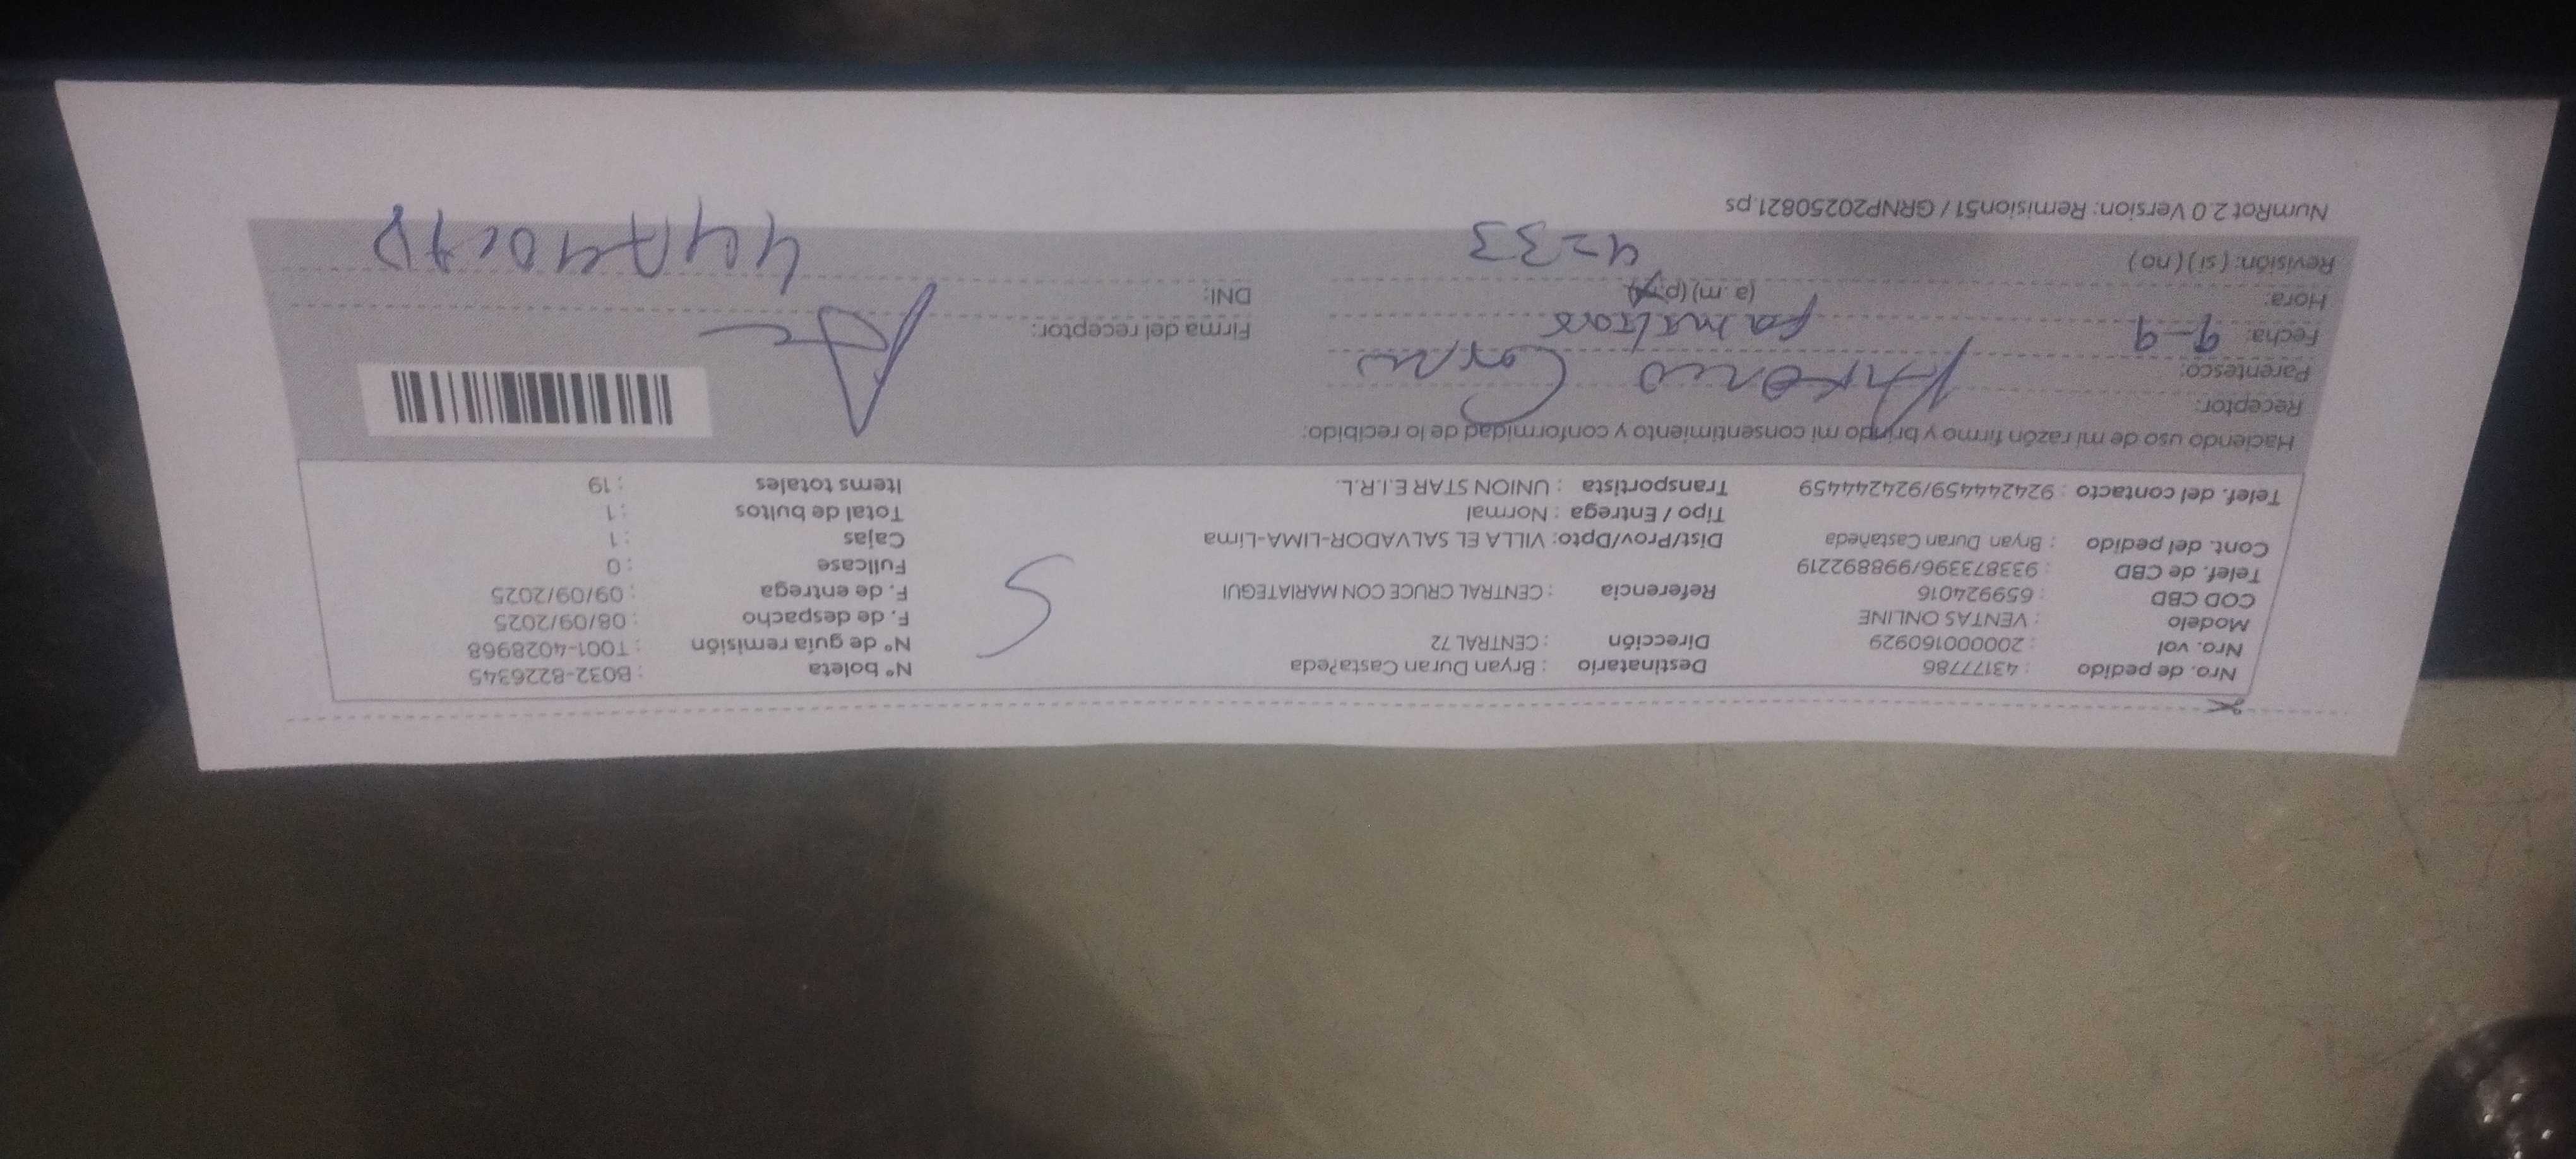 Nro. de pedido : 43177786 Destinatario : Bryan Duran Casta?eda N° boleta : B032-8226345
Nro. vol : 200000160929 Dirección : CENTRAL 72 N° de guía remisión : T001-4028968
Modelo : VENTAS ONLINE F. de despacho : 08/09/2025
COD CBD : 659924016 Referencia : CENTRAL CRUCE CON MARIATEGUI F. de entrega : 09/09/2025
Telef. de CBD : 933873396/998892219 Fullcase : 0
Cont. del pedido : Bryan Duran Castañeda Dist/Prov/Dpto: VILLA EL SALVADOR-LIMA-Lima Cajas : 1
Tipo / Entrega : Normal Total de bultos : 1
Telef. del contacto : 924244459/924244459 Transportista : UNION STAR E.I.R.L. Items totales : 19
S
Haciendo uso de mi razón firmo y brindo mi consentimiento y conformidad de lo recibido:
Receptor:
Parentesco:
Fecha: 9-9 Firma del receptor:
Hora: (a.m) (p.m) DNI:
Revisión: (si) (no) 4=33
NumRot 2.0 Version: Remision51 / GRNP20250821.ps